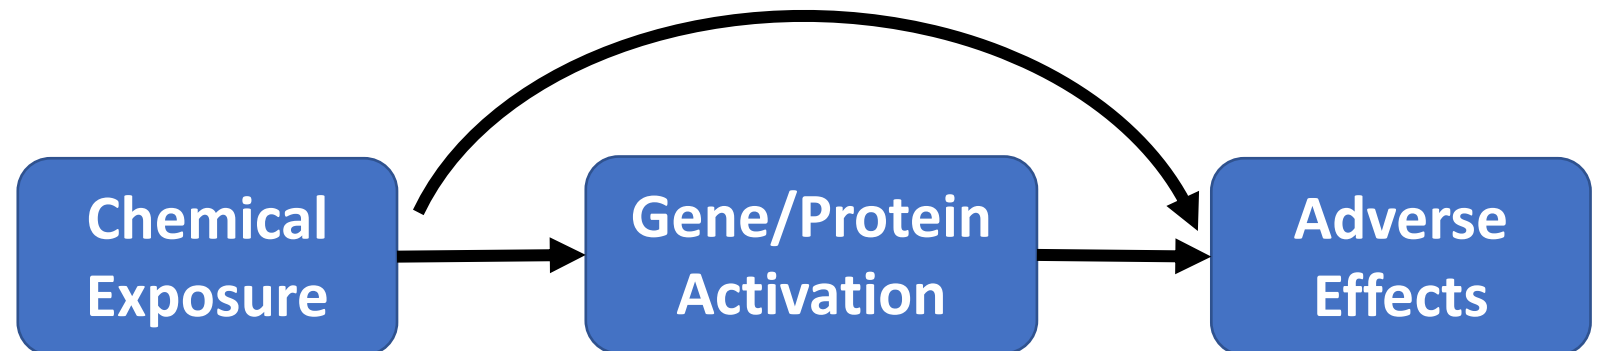 Chemical
Exposure
Gene/Protein
Activation
Adverse
Effects